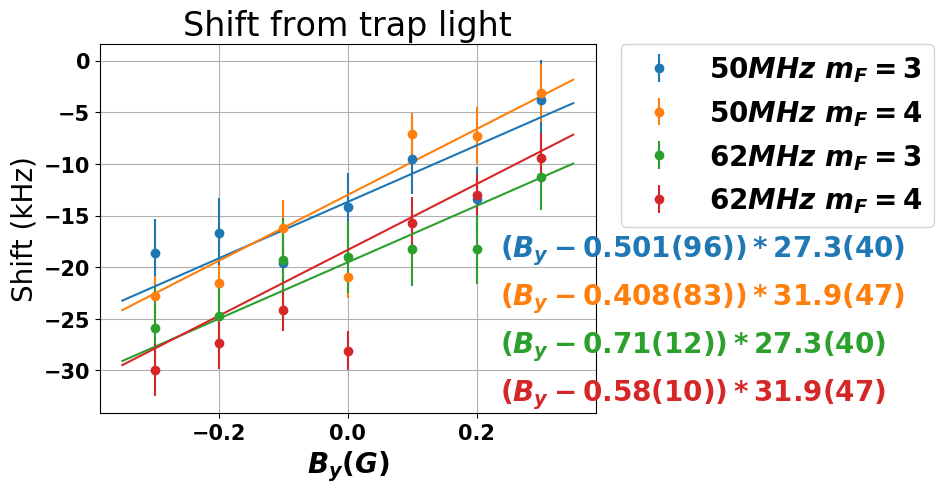 Shift from trap light
Shift (kHz)
0
−5
−10
−15
−20
−25
−30
−0.2
0.0
0.2
B_y(G)
50MHz m_F = 3
50MHz m_F = 4
62MHz m_F = 3
62MHz m_F = 4
(B_y − 0.501(96)) * 27.3(40)
(B_y − 0.408(83)) * 31.9(47)
(B_y − 0.71(12)) * 27.3(40)
(B_y − 0.58(10)) * 31.9(47)